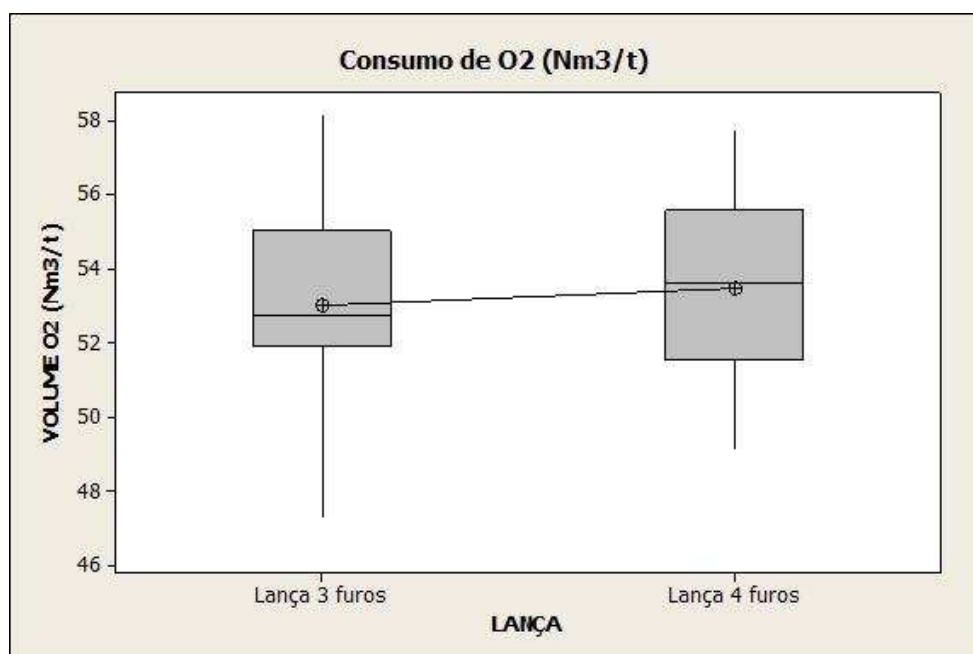 Consumo de O2 (Nm3/t)
VOLUME O2 (Nm3/t)
58
56
54
52
50
48
46
Lança 3 furos
Lança 4 furos
LANÇA